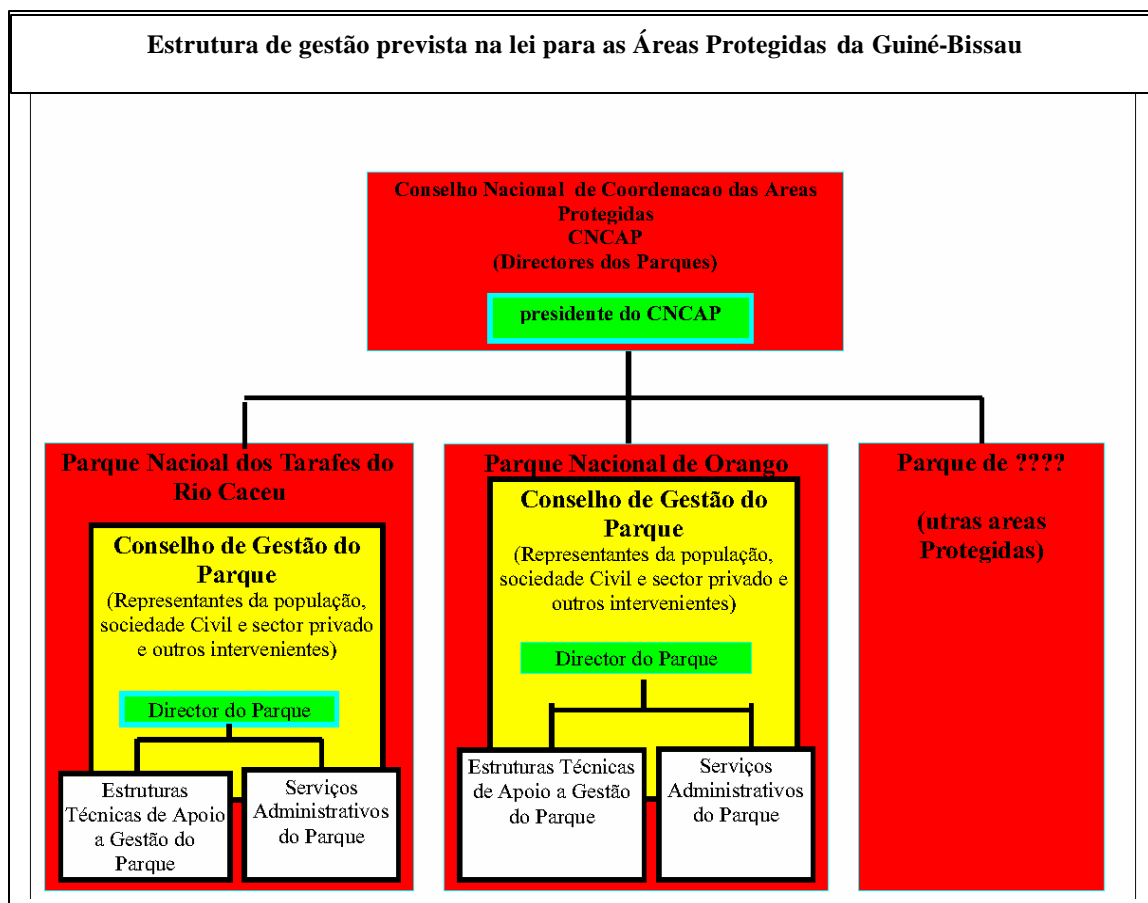 Estrutura de gestão prevista na lei para as Áreas Protegidas da Guiné-Bissau
Conselho Nacional de Coordenacao das Areas
Protegidas
CNCAP
(Directores dos Parques)
presidente do CNCAP
Parque Nacioal dos Tarafes do
Rio Caceu
Conselho de Gestão do
Parque
(Representantes da população,
sociedade Civil e sector privado
e outros intervenientes)
Director do Parque
Estruturas
Técnicas de Apoio
a Gestão do
Parque
Serviços
Administrativos
do Parque
Parque Nacional de Orango
Conselho de Gestão do
Parque
(Representantes da população,
sociedade Civil e sector privado e
outros intervenientes)
Director do Parque
Estruturas Técnicas
de Apoio a Gestão
do Parque
Serviços
Administrativos
do Parque
Parque de ????
(utras areas
Protegidas)